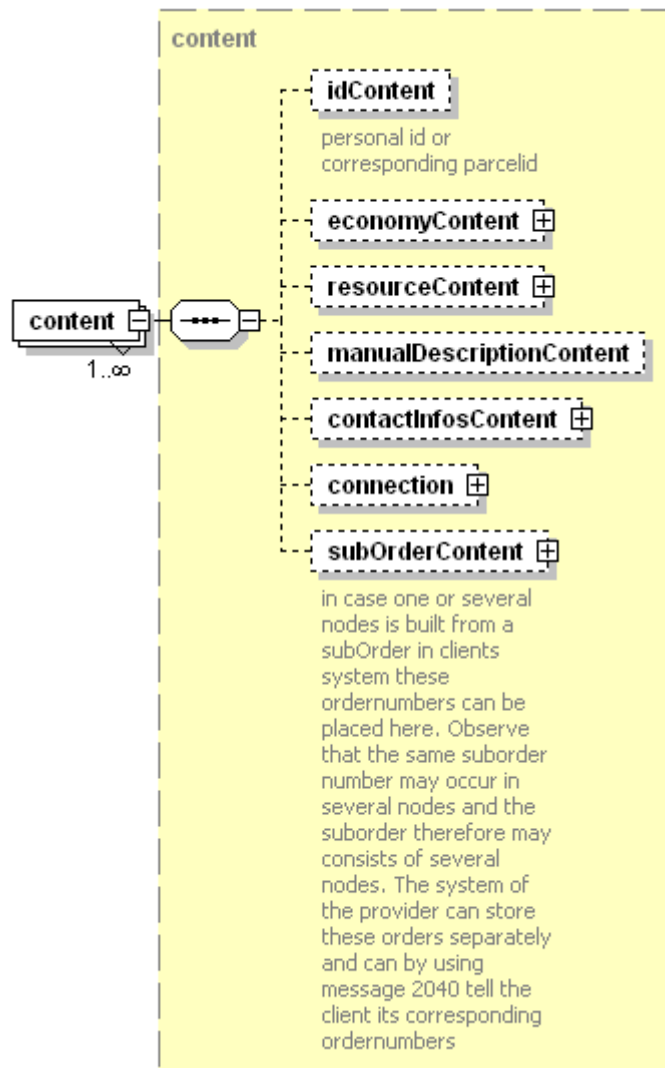 content
idContent
personal id or
corresponding parcelid
economyContent
resourceContent
manualDescriptionContent
content
1..∞
contactInfosContent
connection
subOrderContent
in case one or several
nodes is built from a
subOrder in clients
system these
ordernumbers can be
placed here. Observe
that the same suborder
number may occur in
several nodes and the
suborder therefore may
consists of several
nodes. The system of
the provider can store
these orders separately
and can by using
message 2040 tell the
client its corresponding
ordernumbers